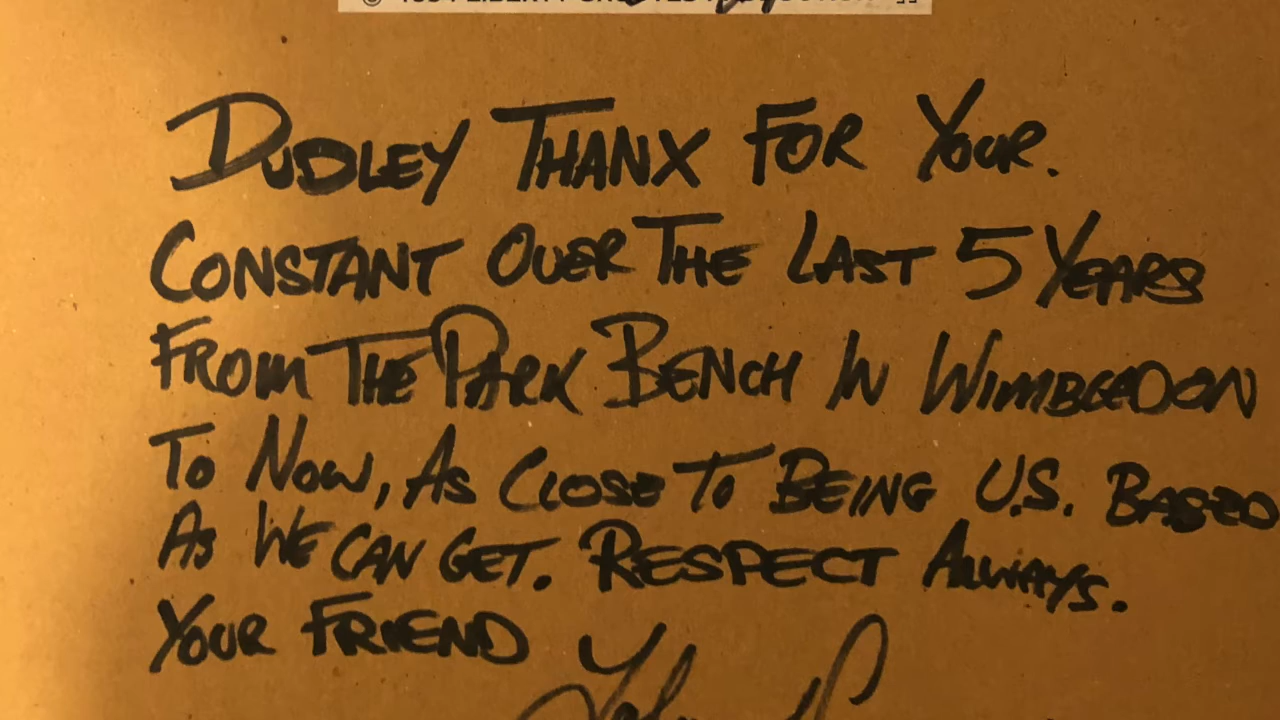 DUDLEY THANX FOR YOUR.
CONSTANT OVER THE LAST 5 YEARS
FROM THE PARK BENCH IN WIMBLEDON
TO NOW, AS CLOSE TO BEING U.S. BASED
AS WE CAN GET. RESPECT ALWAYS.
YOUR FRIEND